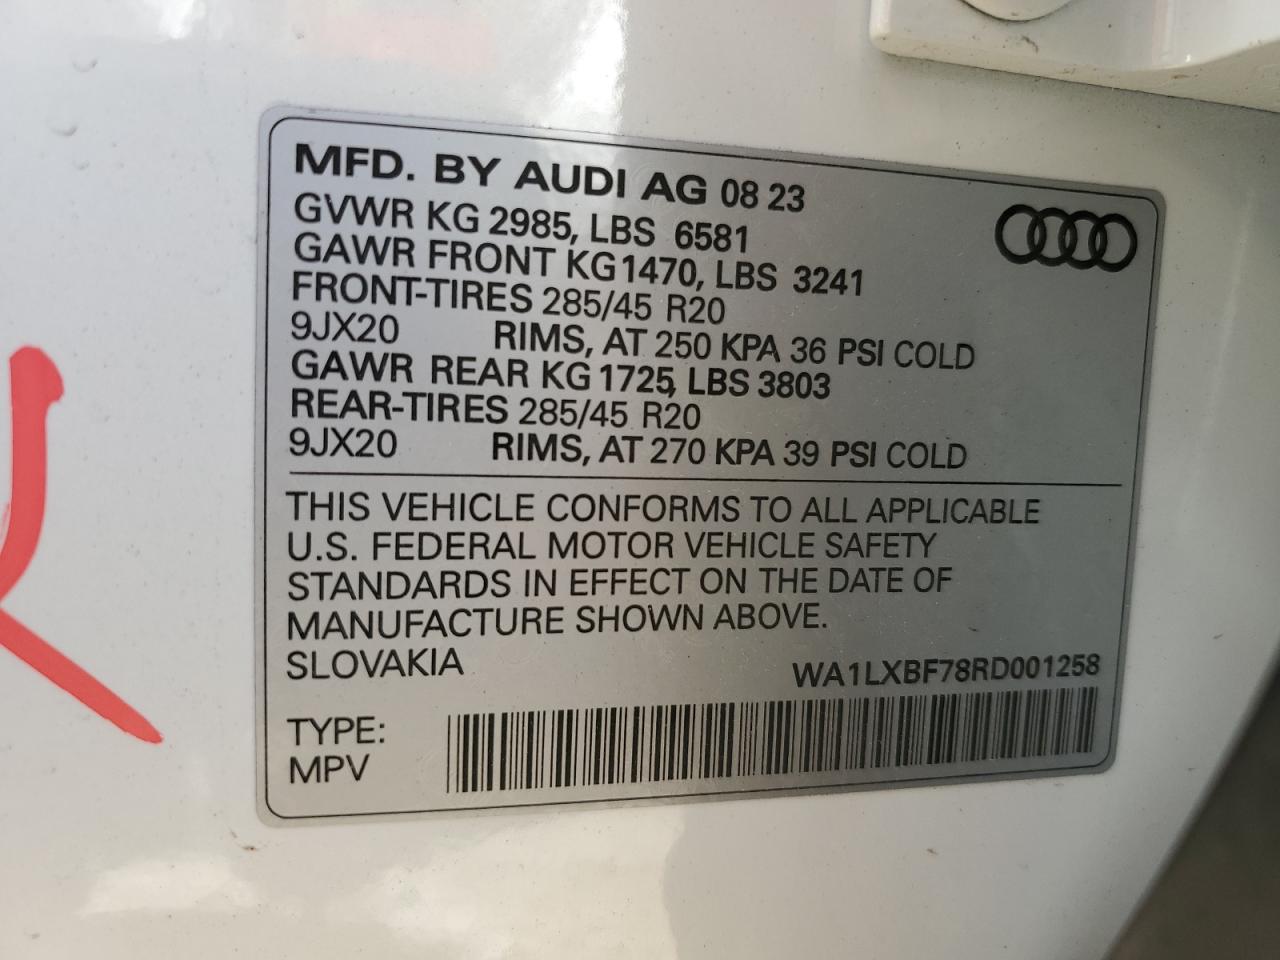 MFD. BY AUDI AG 08 23
GVWR KG 2985, LBS 6581
GAWR FRONT KG1470, LBS 3241
FRONT-TIRES 285/45 R20
9JX20 RIMS, AT 250 KPA 36 PSI COLD
GAWR REAR KG 1725, LBS 3803
REAR-TIRES 285/45 R20
9JX20 RIMS, AT 270 KPA 39 PSI COLD
THIS VEHICLE CONFORMS TO ALL APPLICABLE
U.S. FEDERAL MOTOR VEHICLE SAFETY
STANDARDS IN EFFECT ON THE DATE OF
MANUFACTURE SHOWN ABOVE.
SLOVAKIA WA1LXBF78RD001258
TYPE:
MPV